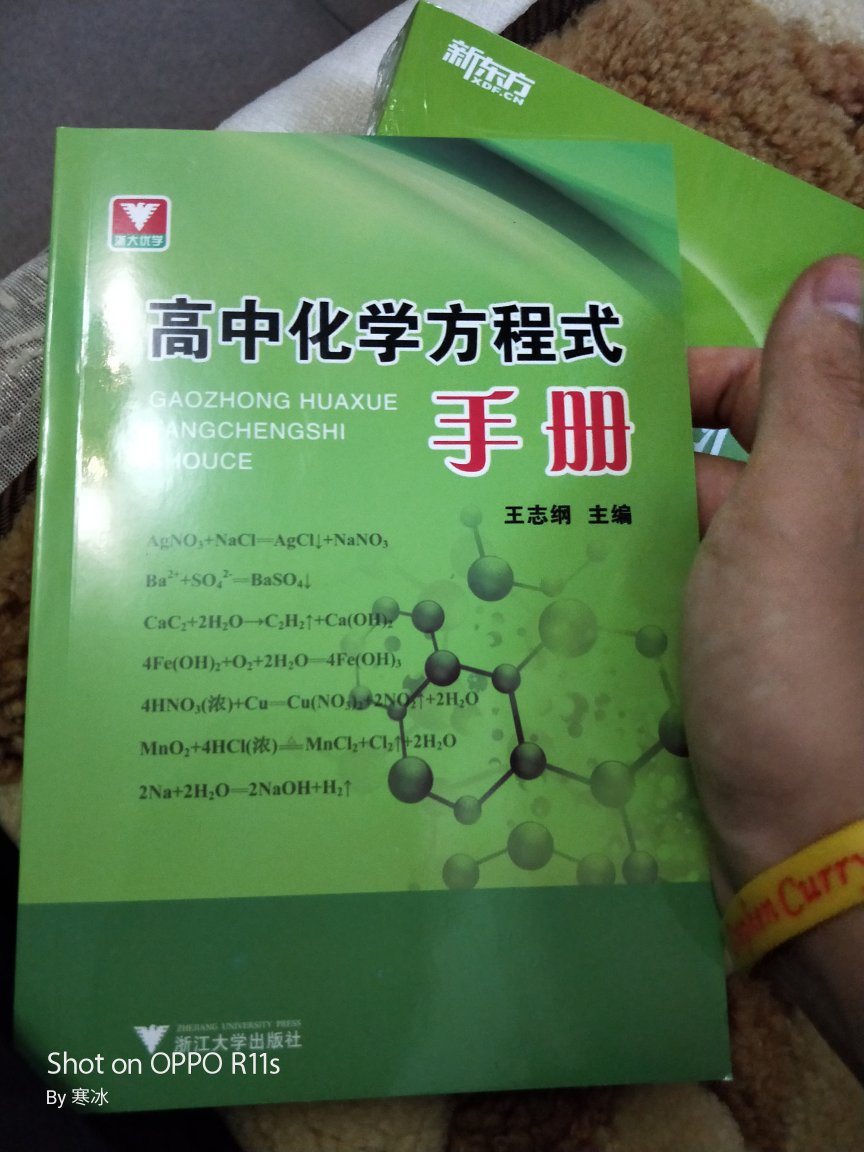 新东方
XDF.CN
浙大优学
高中化学方程式
手册
GAOZHONG HUAXUE
FANGCHENGSHI
SHOUCE
王志纲 主编
AgNO₃+NaCl═AgCl↓+NaNO₃
Ba²⁺+SO₄²⁻═BaSO₄↓
CaC₂+2H₂O→C₂H₂↑+Ca(OH)₂
4Fe(OH)₂+O₂+2H₂O═4Fe(OH)₃
4HNO₃(浓)+Cu═Cu(NO₃)₂+2NO₂↑+2H₂O
MnO₂+4HCl(浓)≜MnCl₂+Cl₂↑+2H₂O
2Na+2H₂O═2NaOH+H₂↑
Curry
ZHEJIANG UNIVERSITY PRESS
浙江大学出版社
Shot on OPPO R11s
By 寒冰